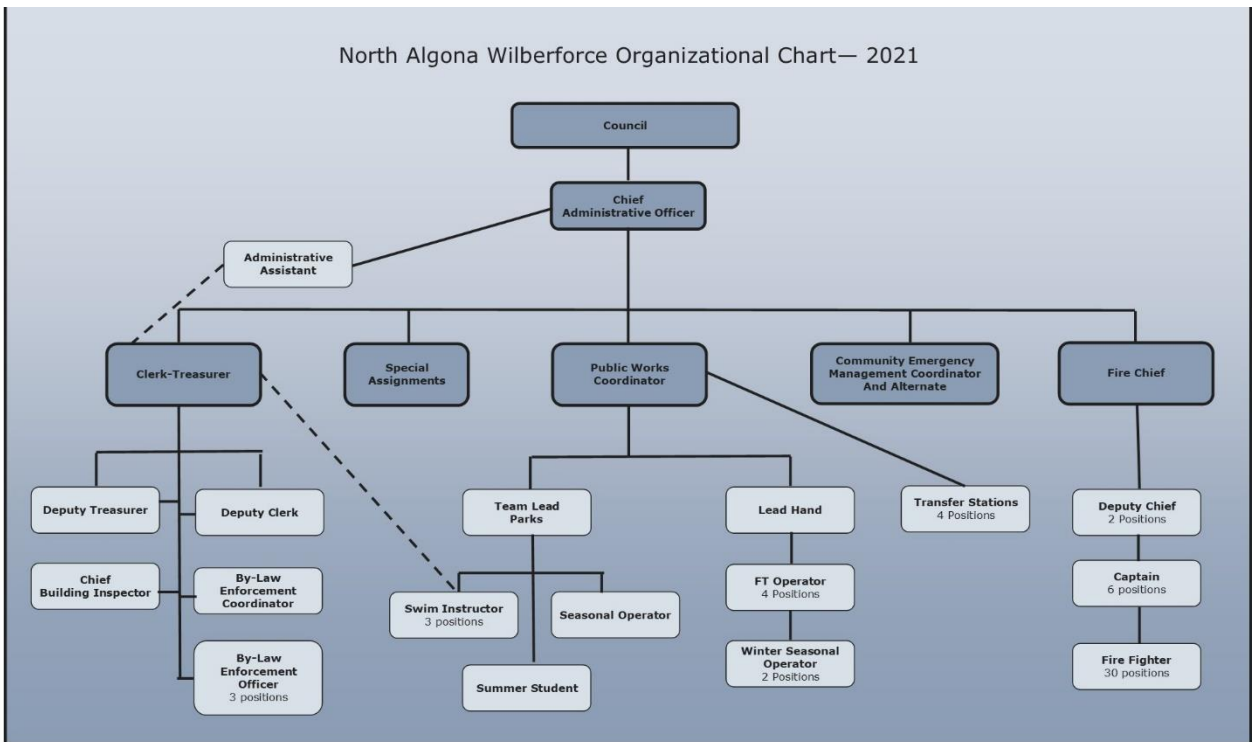 North Algona Wilberforce Organizational Chart— 2021
Council
Chief
Administrative Officer
Administrative
Assistant
Clerk-Treasurer
Special
Assignments
Public Works
Coordinator
Community Emergency
Management Coordinator
And Alternate
Fire Chief
Deputy Treasurer
Deputy Clerk
Team Lead
Parks
Lead Hand
Transfer Stations
4 Positions
Deputy Chief
2 Positions
Chief
Building Inspector
By-Law
Enforcement
Coordinator
Swim Instructor
3 positions
Seasonal Operator
FT Operator
4 Positions
Captain
6 positions
By-Law
Enforcement
Officer
3 positions
Summer Student
Winter Seasonal
Operator
2 Positions
Fire Fighter
30 positions